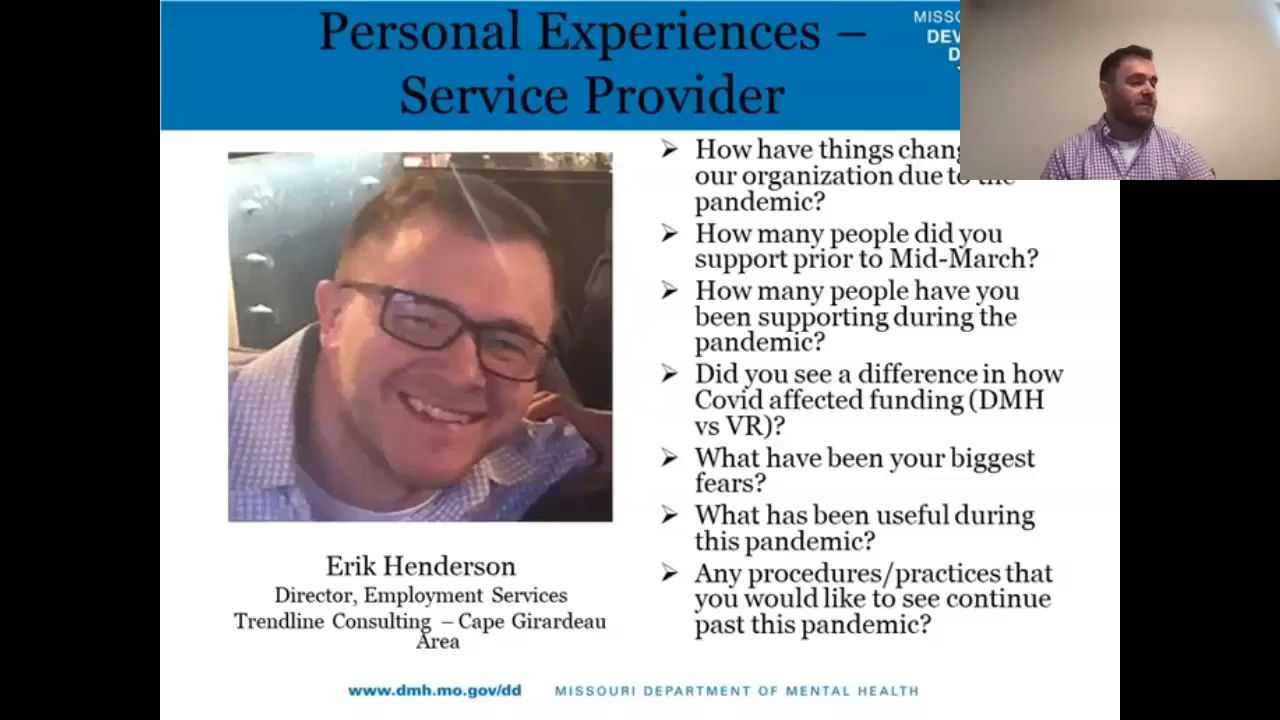 Personal Experiences –
Service Provider
MISSO
DEV
D
➢ How have things chang
our organization due to the
pandemic?
➢ How many people did you
support prior to Mid-March?
➢ How many people have you
been supporting during the
pandemic?
➢ Did you see a difference in how
Covid affected funding (DMH
vs VR)?
➢ What have been your biggest
fears?
➢ What has been useful during
this pandemic?
➢ Any procedures/practices that
you would like to see continue
past this pandemic?
Erik Henderson
Director, Employment Services
Trendline Consulting – Cape Girardeau
Area
www.dmh.mo.gov/dd MISSOURI DEPARTMENT OF MENTAL HEALTH